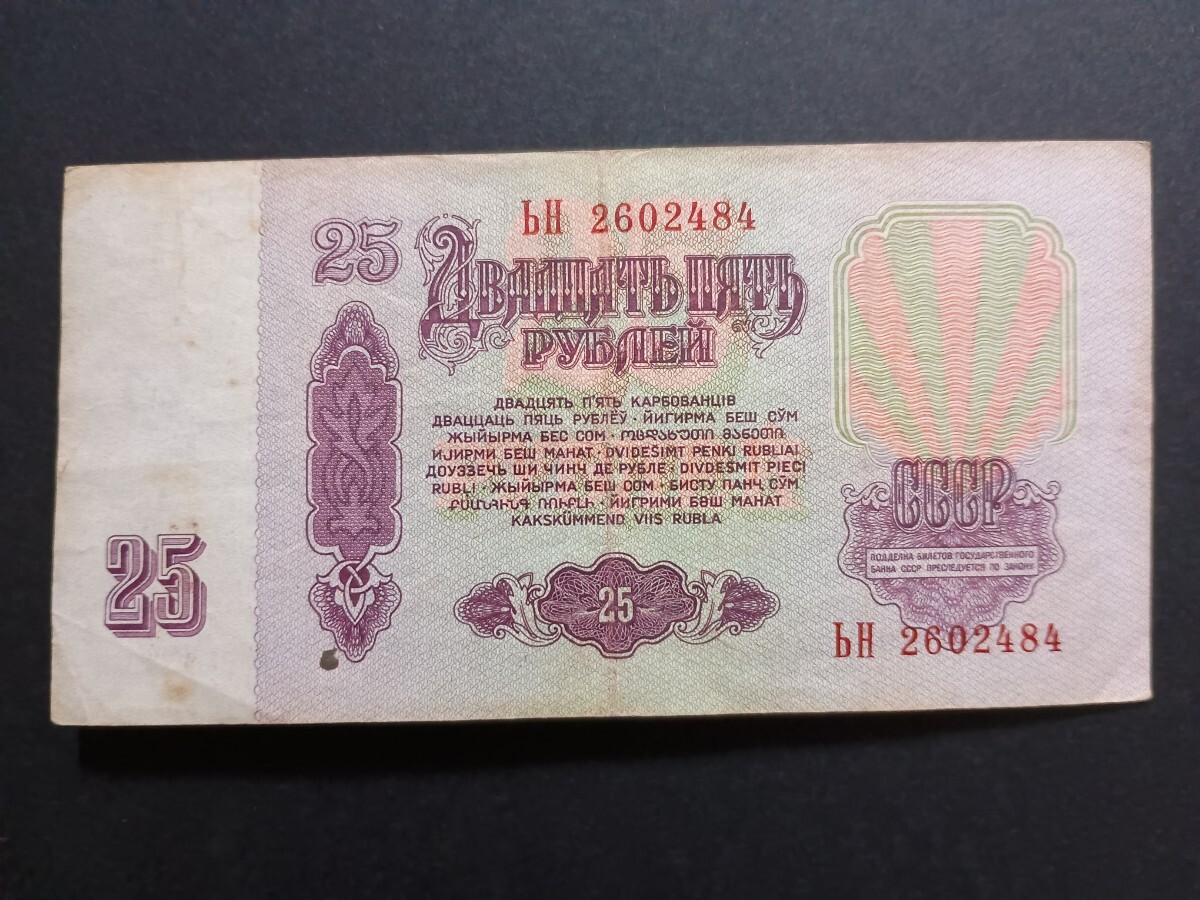 ЬН 2602484
25
Двадцать пять
рублей
ДВАДЦЯТЬ П'ЯТЬ КАРБОВАНЦІВ
ДВАЦЦАЦЬ ПЯЦЬ РУБЛЁЎ · ЙИГИРМА БЕШ СЎМ
ЖЫЙЫРМА БЕС СОМ · ᲝᲪᲓᲐᲮᲣᲗᲘ ᲛᲐᲜᲔᲗᲘ
ИЈИРМИ БЕШ МАНАТ · DVIDEŠIMT PENKI RUBLIAI
ДОУЗЗЕЧЬ ШИ ЧИНЧ ДЕ РУБЛЕ · DIVDESMIT PIECI
RUBĻI · ЖЫЙЫРМА БЕШ СОМ · БИСТУ ПАНҶ СЎМ
ՔՍԱՆՀԻՆԳ ՌՈՒԲԼԻ · ЙИГРИМИ БӘШ МАНАТ
KAKSKÜMMEND VIIS RUBLA
25
25
СССР
ПОДДЕЛКА БИЛЕТОВ ГОСУДАРСТВЕННОГО
БАНКА СССР ПРЕСЛЕДУЕТСЯ ПО ЗАКОНУ
ЬН 2602484